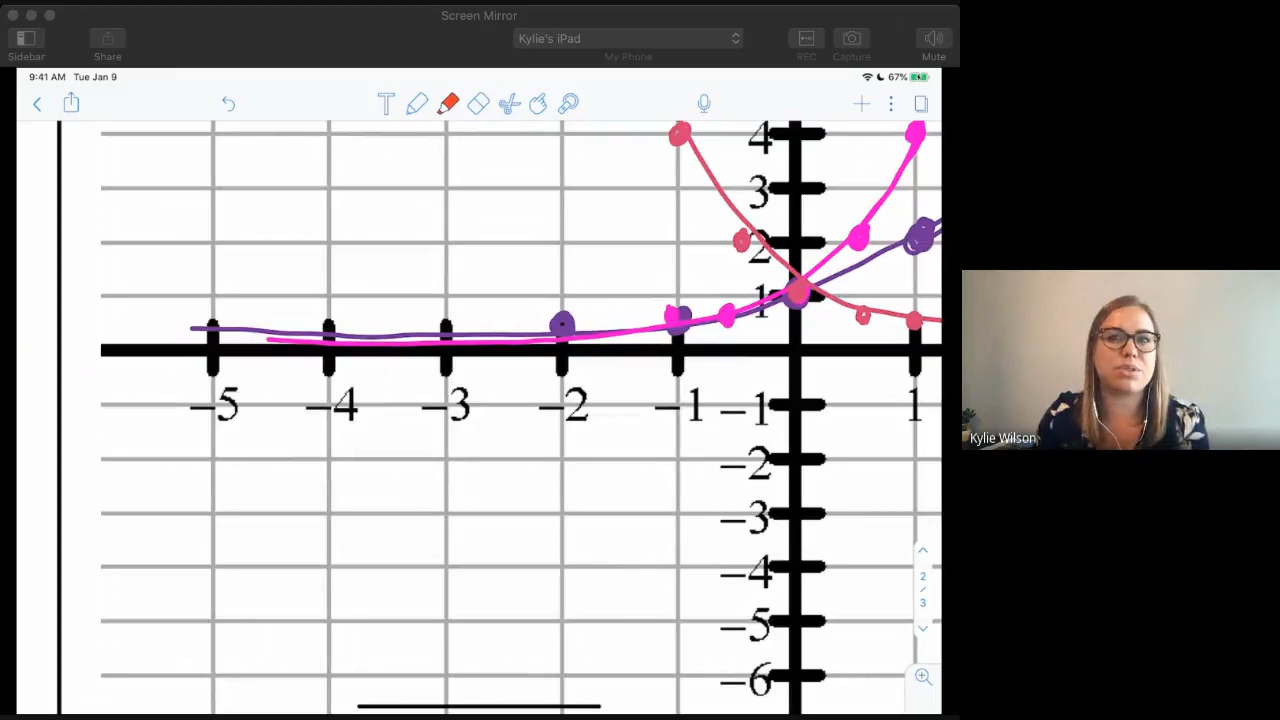 Screen Mirror
Kylie's iPad
Sidebar
Share
My Phone
REC
Capture
Mute
9:41 AM Tue Jan 9
67%
T
4
3
2
1
−5 −4 −3 −2 −1 −1 1
−2
−3
−4
−5
−6
2
/
3
Kylie Wilson